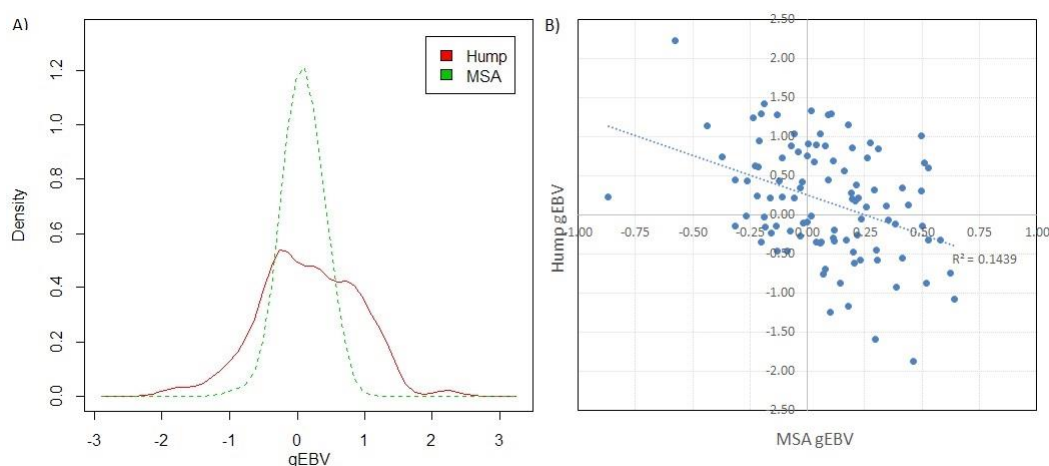 A)
Density
1.2
1.0
0.8
0.6
0.4
0.2
0.0
Hump
MSA
-3
-2
-1
0
1
2
3
gEBV
B)
Hump gEBV
2.50
2.00
1.50
1.00
0.50
0.00
-0.50
-1.00
-1.50
-2.00
-2.50
-1.00 -0.75 -0.50 -0.25 0.00 0.25 0.50 0.75 1.00
R² = 0.1439
MSA gEBV